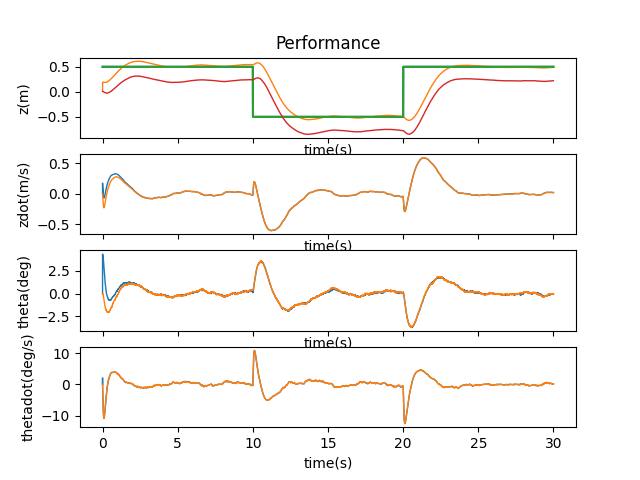 Performance
z(m)
0.5
0.0
−0.5
time(s)
zdot(m/s)
0.5
0.0
−0.5
time(s)
theta(deg)
2.5
0.0
−2.5
time(s)
thetadot(deg/s)
10
0
−10
0 5 10 15 20 25 30
time(s)